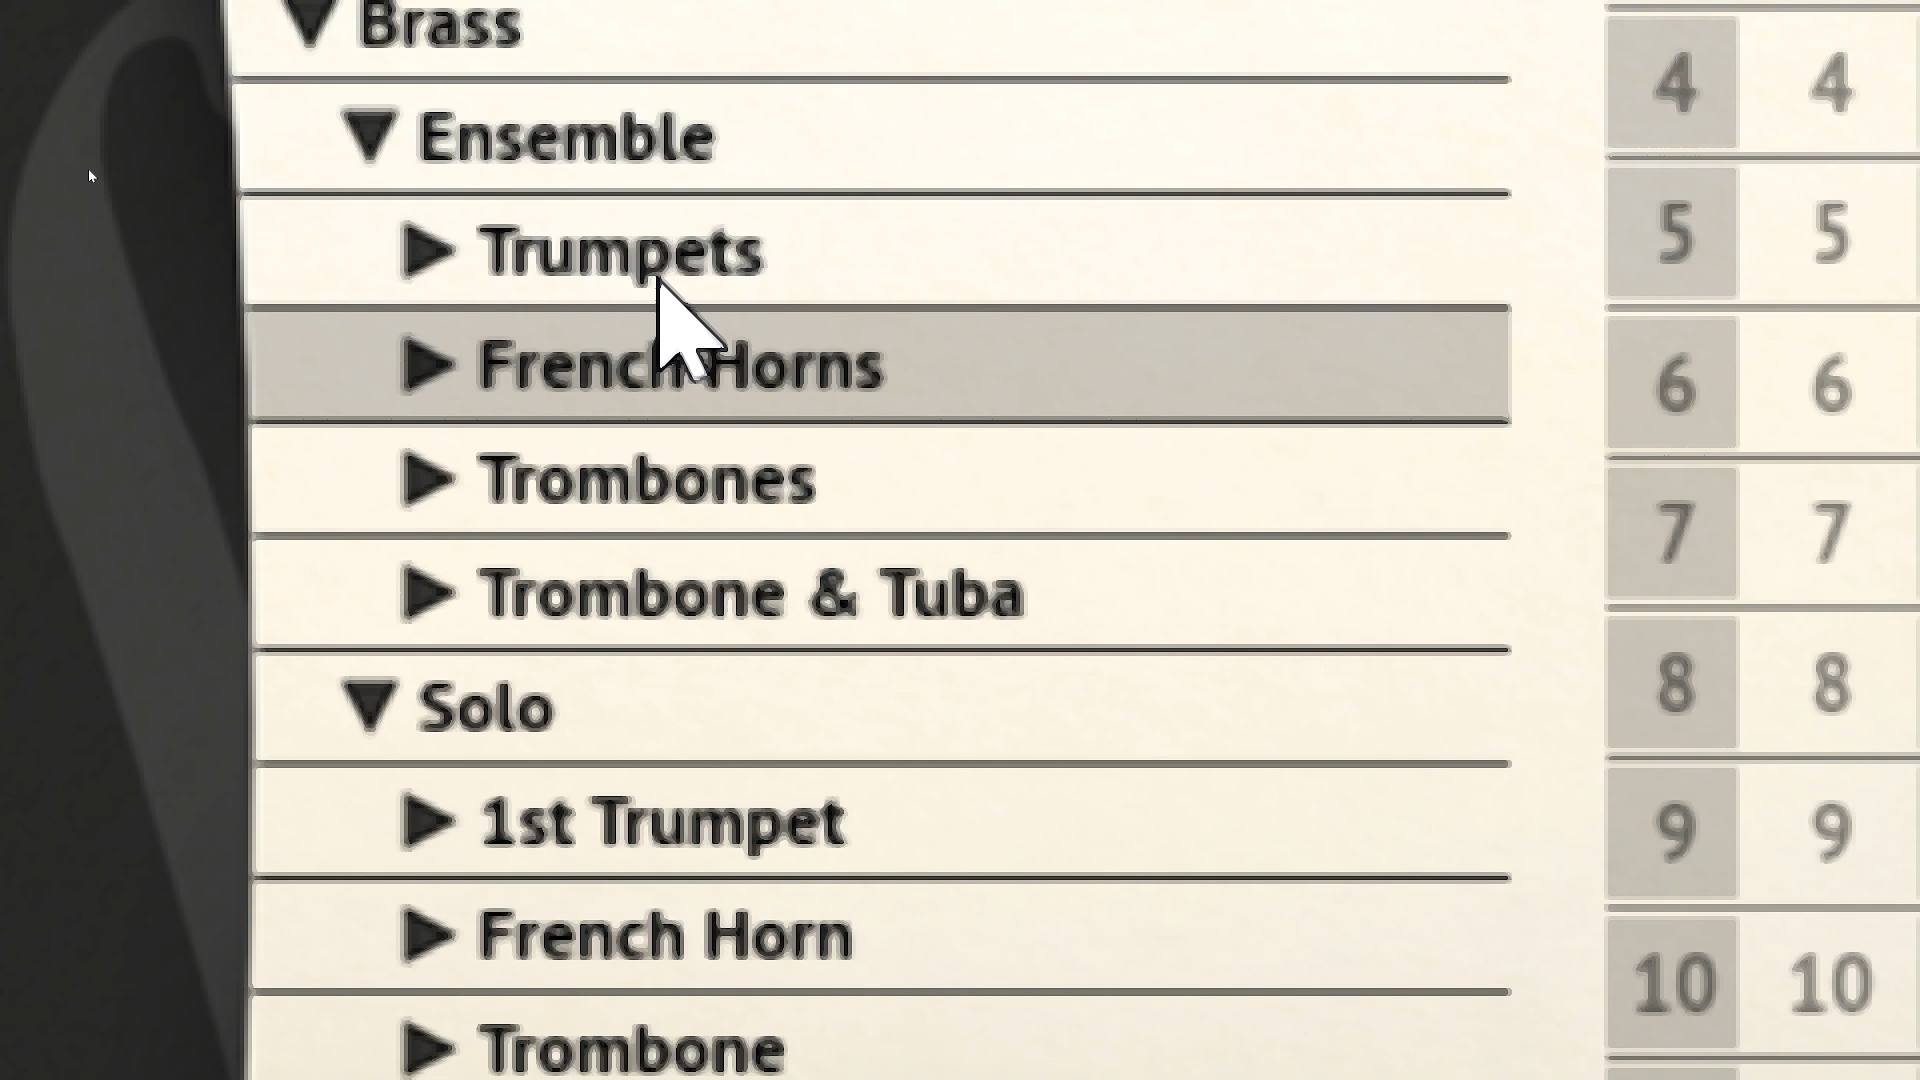 Brass
Ensemble
Trumpets
French Horns
Trombones
Trombone & Tuba
Solo
1st Trumpet
French Horn
Trombone
4 4
5 5
6 6
7 7
8 8
9 9
10 10